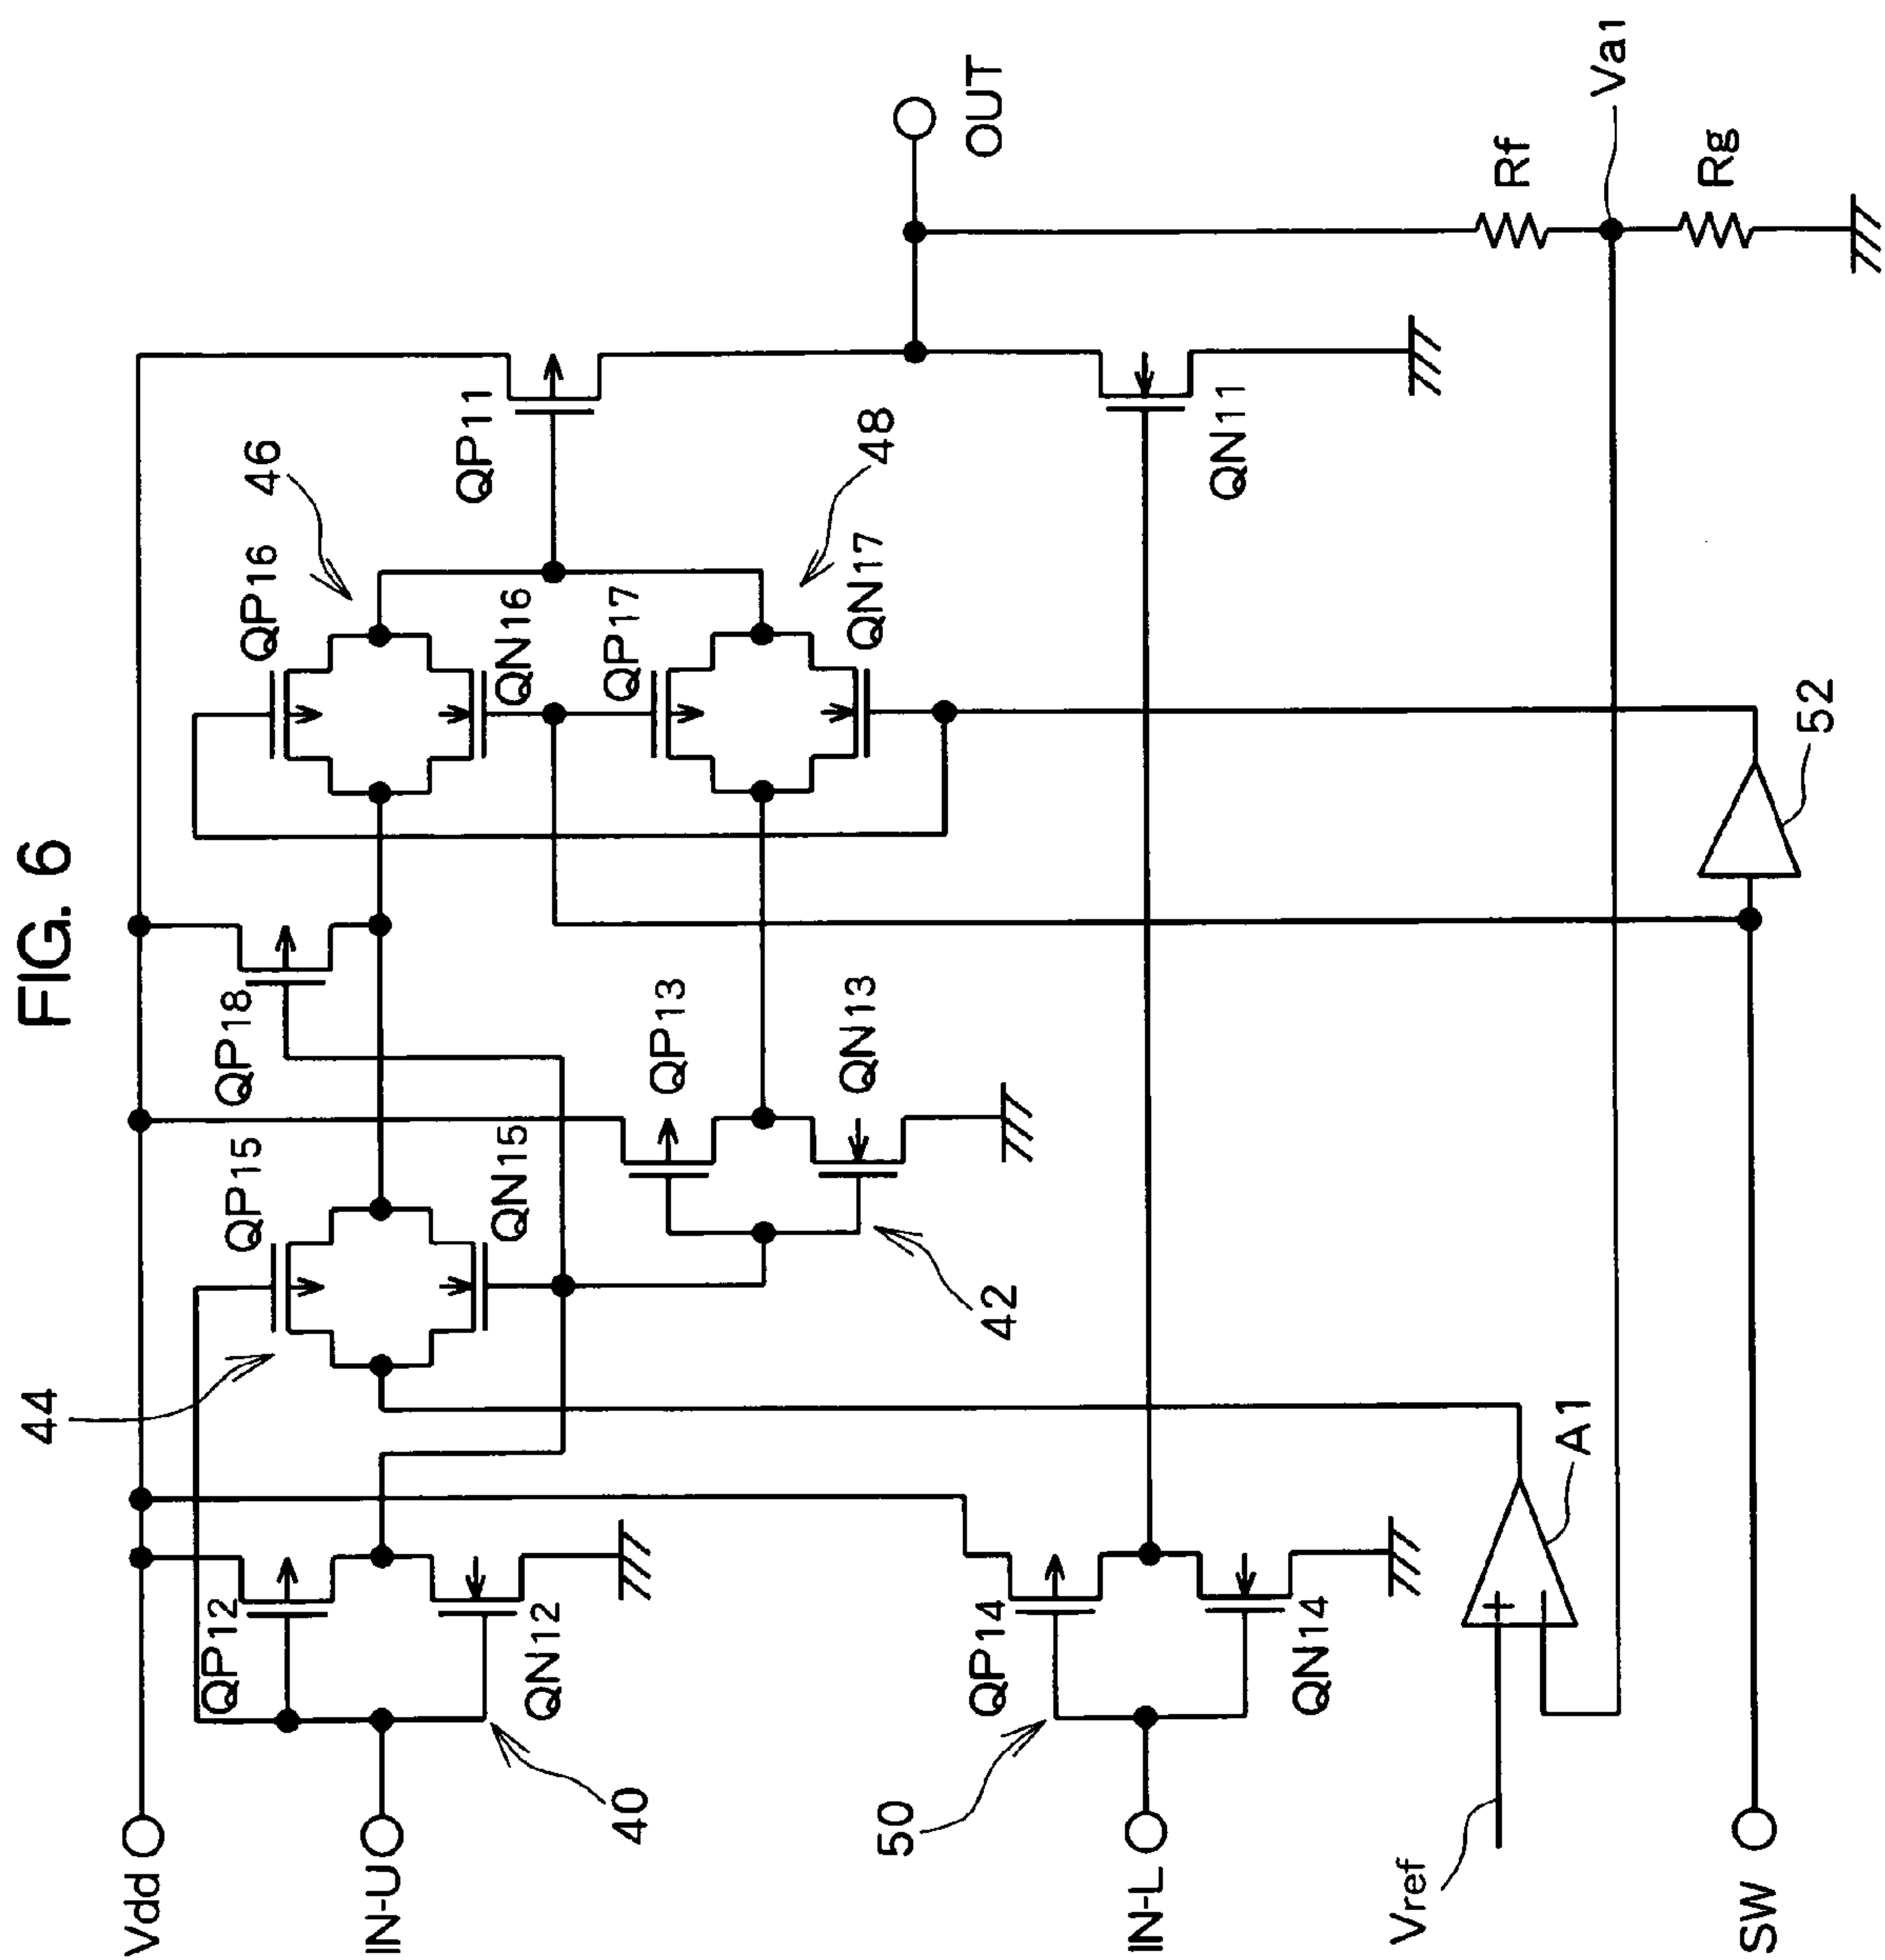 FIG. 6
Vdd
IN-U
IN-L
Vref
SW
QP12
QN12
40
44
QP15
QN15
QP18
QP13
QN13
42
46
QP16
QN16
QP17
QN17
48
QP11
QN11
OUT
Rf
Va1
Rg
50
QP14
QN14
+
−
A1
52